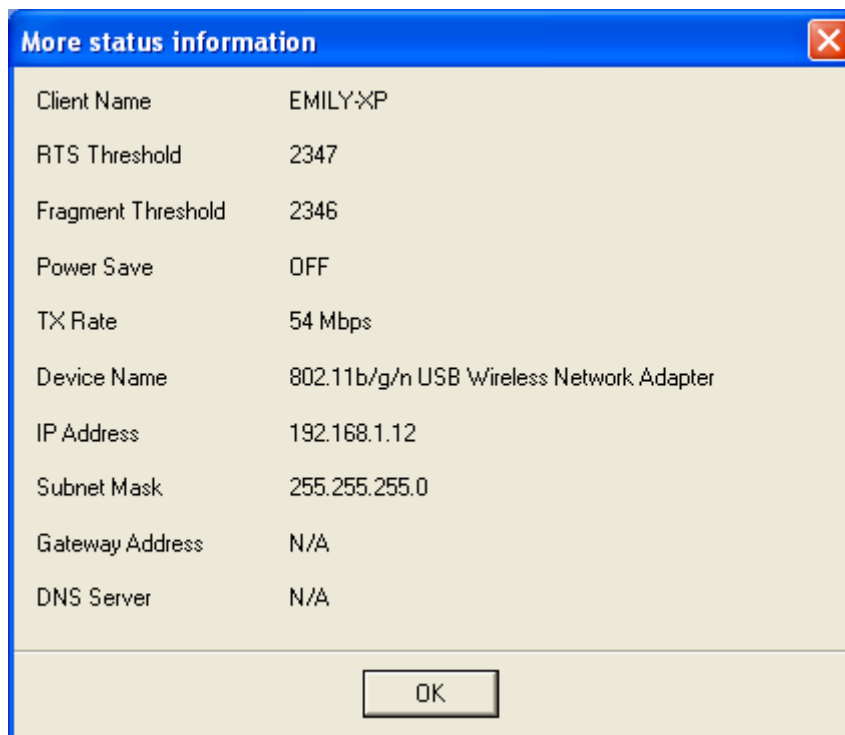 More status information
Client Name EMILY-XP
RTS Threshold 2347
Fragment Threshold 2346
Power Save OFF
TX Rate 54 Mbps
Device Name 802.11b/g/n USB Wireless Network Adapter
IP Address 192.168.1.12
Subnet Mask 255.255.255.0
Gateway Address N/A
DNS Server N/A
OK